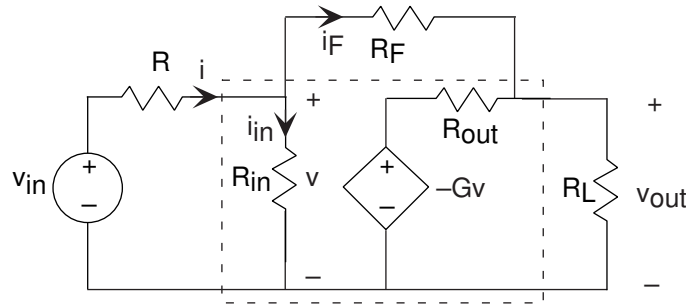 R
i
iF
RF
+
iin
Rout
+
vin
+
–
Rin
v
+
–
–Gv
RL
vout
–
–